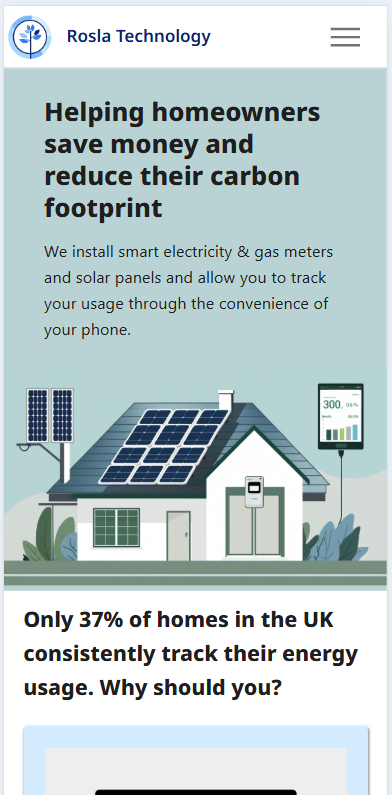 Rosla Technology
Helping homeowners
save money and
reduce their carbon
footprint
We install smart electricity & gas meters
and solar panels and allow you to track
your usage through the convenience of
your phone.
300.
Only 37% of homes in the UK
consistently track their energy
usage. Why should you?